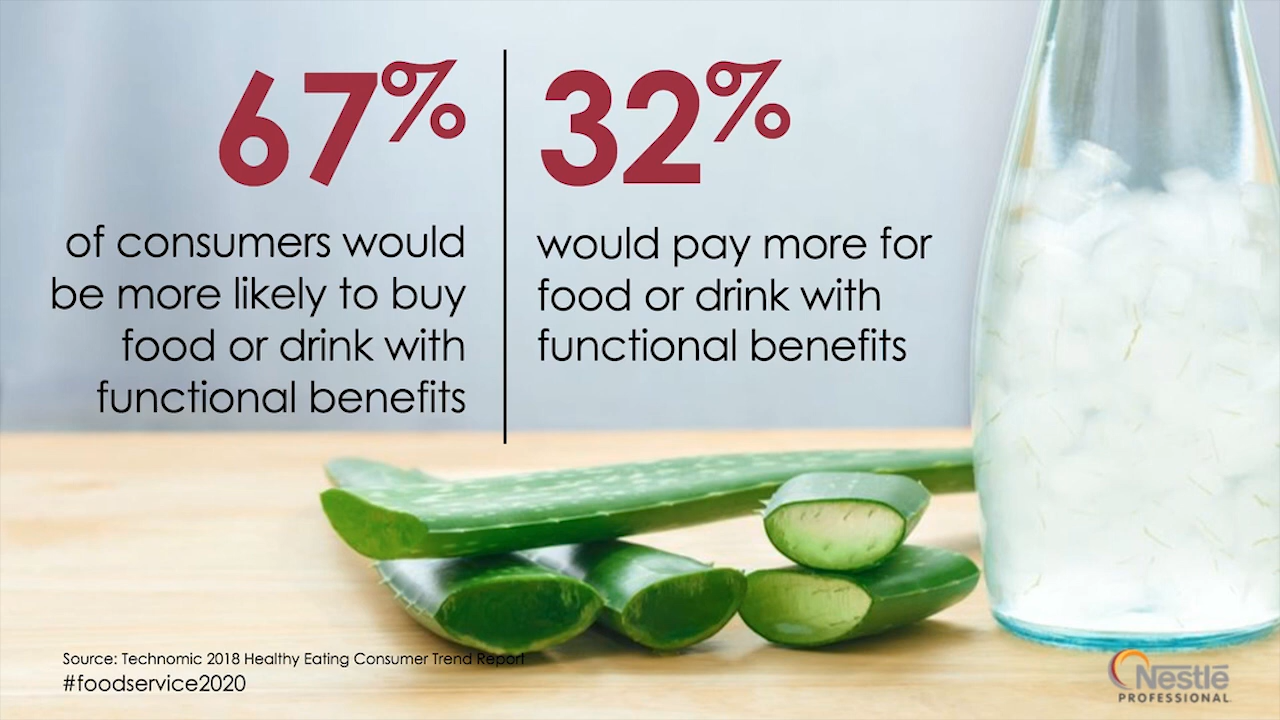 67%
of consumers would
be more likely to buy
food or drink with
functional benefits
32%
would pay more for
food or drink with
functional benefits
Source: Technomic 2018 Healthy Eating Consumer Trend Report
#foodservice2020
Nestlé
PROFESSIONAL